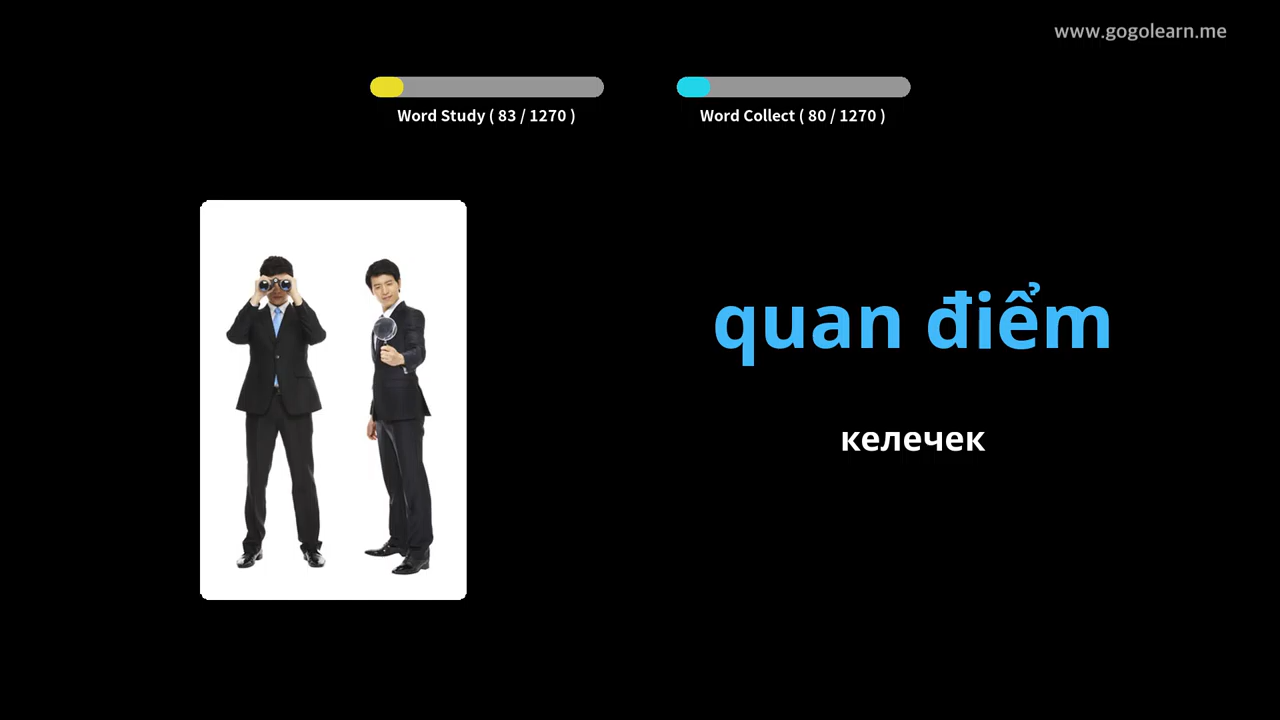 www.gogolearn.me
Word Study ( 83 / 1270 )
Word Collect ( 80 / 1270 )
quan điểm
келечек